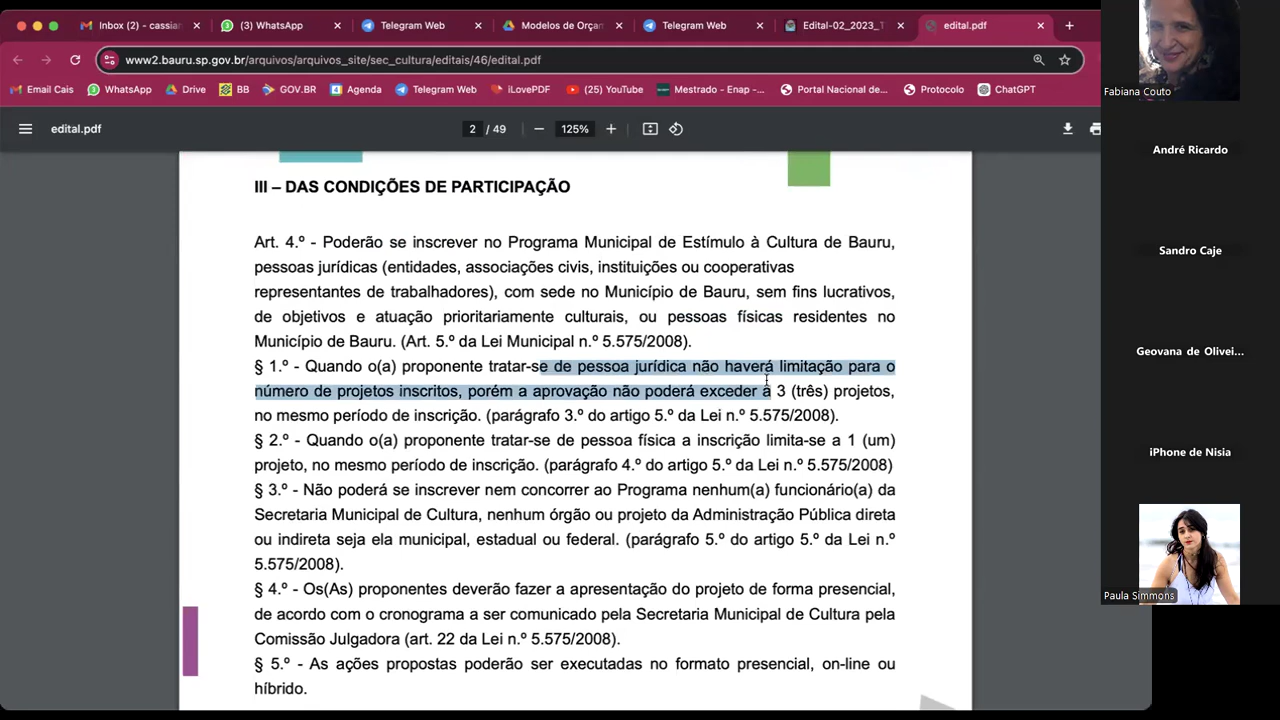 Inbox (2) - cassian
(3) WhatsApp
Telegram Web
Modelos de Orçan
Telegram Web
Edital-02_2023_T
edital.pdf
www2.bauru.sp.gov.br/arquivos/arquivos_site/sec_cultura/editais/46/edital.pdf
Email Cais
WhatsApp
Drive
BB
GOV.BR
Agenda
Telegram Web
iLovePDF
(25) YouTube
Mestrado - Enap -...
Portal Nacional de...
Protocolo
ChatGPT
edital.pdf
2 / 49
125%
III – DAS CONDIÇÕES DE PARTICIPAÇÃO
Art. 4.º - Poderão se inscrever no Programa Municipal de Estímulo à Cultura de Bauru,
pessoas jurídicas (entidades, associações civis, instituições ou cooperativas
representantes de trabalhadores), com sede no Município de Bauru, sem fins lucrativos,
de objetivos e atuação prioritariamente culturais, ou pessoas físicas residentes no
Município de Bauru. (Art. 5.º da Lei Municipal n.º 5.575/2008).
§ 1.º - Quando o(a) proponente tratar-se de pessoa jurídica não haverá limitação para o
número de projetos inscritos, porém a aprovação não poderá exceder a 3 (três) projetos,
no mesmo período de inscrição. (parágrafo 3.º do artigo 5.º da Lei n.º 5.575/2008).
§ 2.º - Quando o(a) proponente tratar-se de pessoa física a inscrição limita-se a 1 (um)
projeto, no mesmo período de inscrição. (parágrafo 4.º do artigo 5.º da Lei n.º 5.575/2008)
§ 3.º - Não poderá se inscrever nem concorrer ao Programa nenhum(a) funcionário(a) da
Secretaria Municipal de Cultura, nenhum órgão ou projeto da Administração Pública direta
ou indireta seja ela municipal, estadual ou federal. (parágrafo 5.º do artigo 5.º da Lei n.º
5.575/2008).
§ 4.º - Os(As) proponentes deverão fazer a apresentação do projeto de forma presencial,
de acordo com o cronograma a ser comunicado pela Secretaria Municipal de Cultura pela
Comissão Julgadora (art. 22 da Lei n.º 5.575/2008).
§ 5.º - As ações propostas poderão ser executadas no formato presencial, on-line ou
híbrido.
Fabiana Couto
André Ricardo
Sandro Caje
Geovana de Olivei...
iPhone de Nisia
Paula Simmons